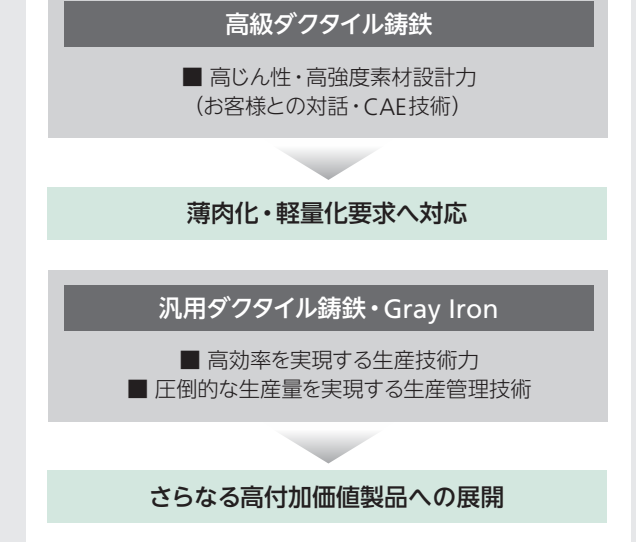 高級ダクタイル鋳鉄
■ 高じん性・高強度素材設計力
（お客様との対話・CAE技術）
薄肉化・軽量化要求へ対応
汎用ダクタイル鋳鉄・Gray Iron
■ 高効率を実現する生産技術力
■ 圧倒的な生産量を実現する生産管理技術
さらなる高付加価値製品への展開